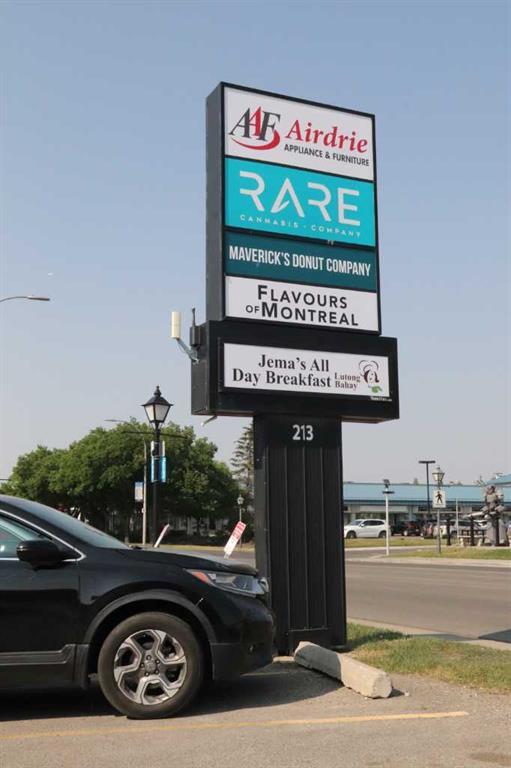 AAF Airdrie
APPLIANCE & FURNITURE
RARE
CANNABIS · COMPANY
MAVERICK'S DONUT COMPANY
FLAVOURS
OF MONTREAL
Jema's All
Day Breakfast
Lutong
Bahay
213